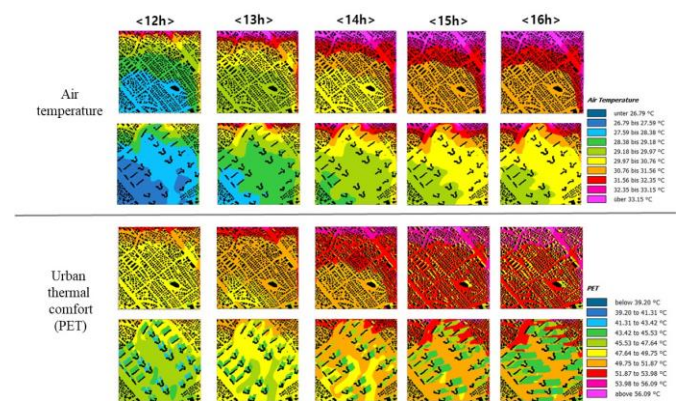 <12h> <13h> <14h> <15h> <16h>
Air
temperature
Air Temperature
unter 26.79 °C
26.79 bis 27.59 °C
27.59 bis 28.38 °C
28.38 bis 29.18 °C
29.18 bis 29.97 °C
29.97 bis 30.76 °C
30.76 bis 31.56 °C
31.56 bis 32.35 °C
32.35 bis 33.15 °C
über 33.15 °C
Urban
thermal
comfort
(PET)
PET
below 39.20 °C
39.20 to 41.31 °C
41.31 to 43.42 °C
43.42 to 45.53 °C
45.53 to 47.64 °C
47.64 to 49.75 °C
49.75 to 51.87 °C
51.87 to 53.98 °C
53.98 to 56.09 °C
above 56.09 °C